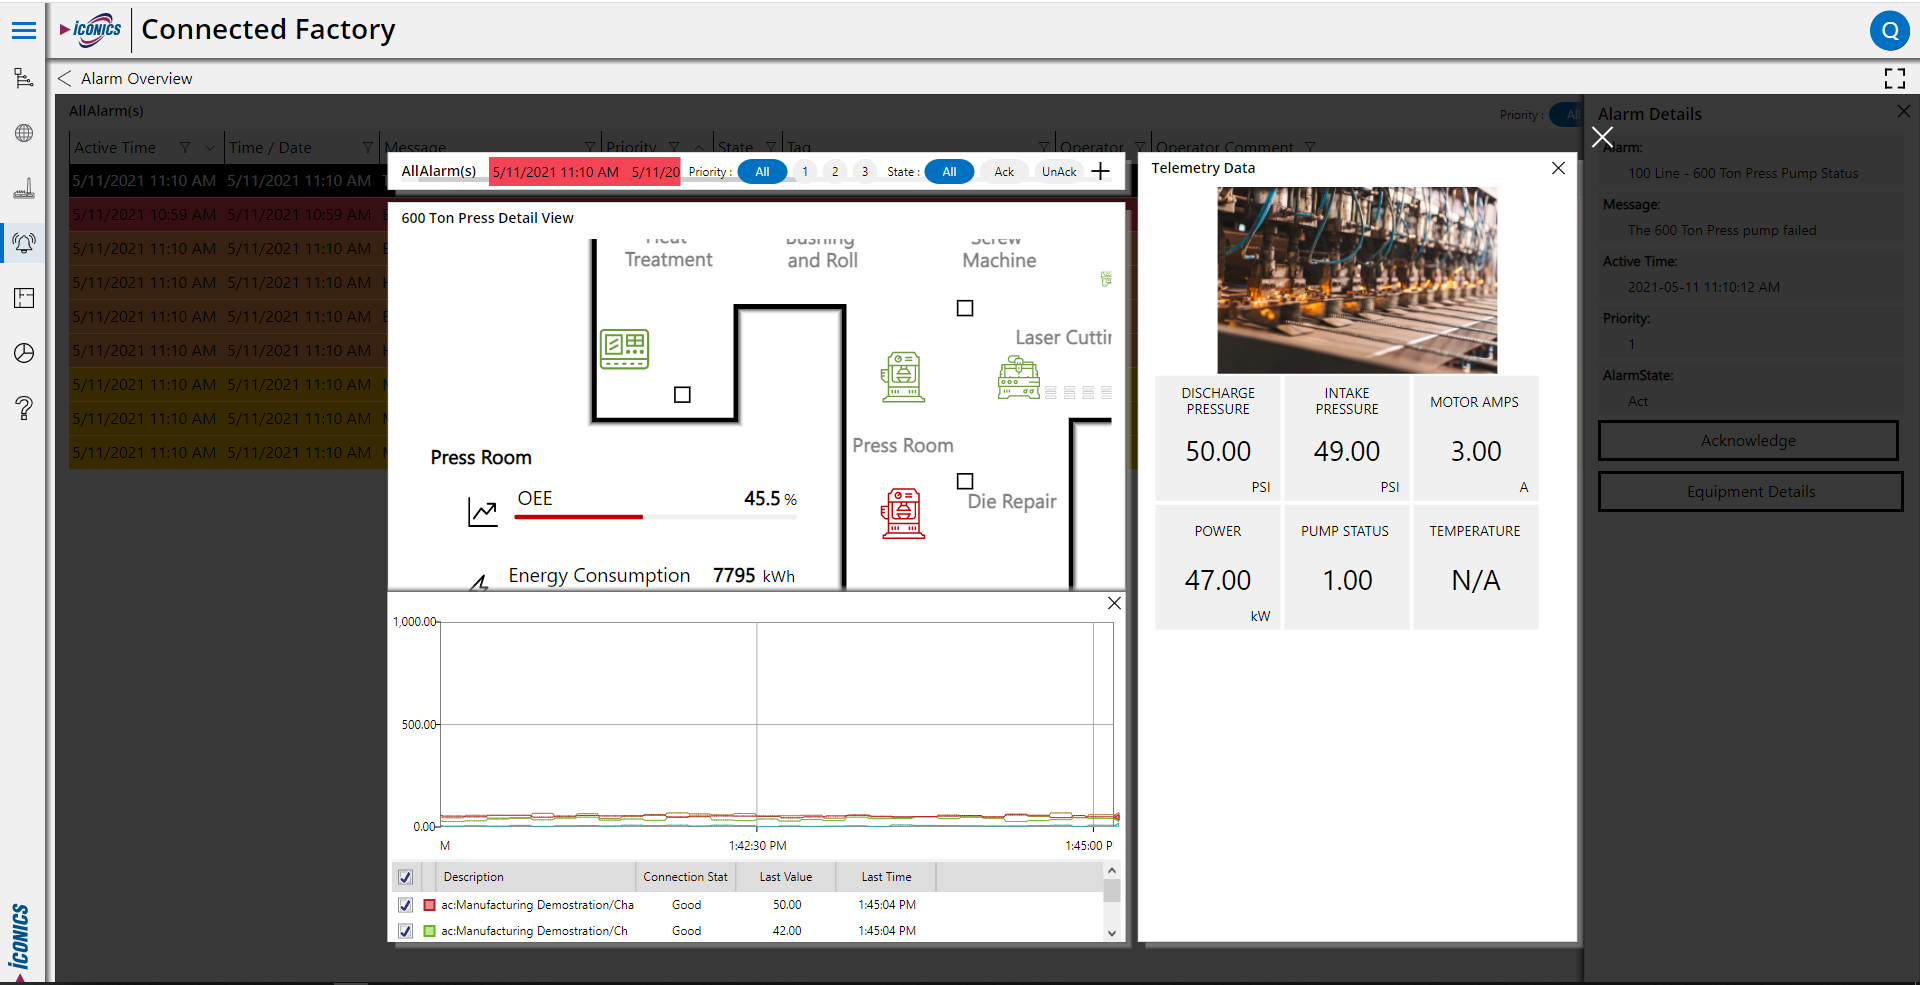 ICONICS
Connected Factory
Q
Alarm Overview
AllAlarm(s)
Priority :
All
Active Time
Time / Date
Message
Priority
State
Tag
Operator
Operator Comment
5/11/2021 11:10 AM 5/11/2021 11:10 AM
5/11/2021 10:59 AM 5/11/2021 10:59 AM
5/11/2021 11:10 AM 5/11/2021 11:10 AM
5/11/2021 11:10 AM 5/11/2021 11:10 AM
5/11/2021 11:10 AM 5/11/2021 11:10 AM
5/11/2021 11:10 AM 5/11/2021 11:10 AM
5/11/2021 11:10 AM 5/11/2021 11:10 AM
5/11/2021 11:10 AM 5/11/2021 11:10 AM
5/11/2021 11:10 AM 5/11/2021 11:10 AM
AllAlarm(s) 5/11/2021 11:10 AM 5/11/20 Priority : All 1 2 3 State : All Ack UnAck
600 Ton Press Detail View
Heat
Treatment
Bushing
and Roll
Screw
Machine
Laser Cuttin
Press Room
Die Repair
Press Room
OEE 45.5 %
Energy Consumption 7795 kWh
1,000.00
500.00
0.00
M 1:42:30 PM 1:45:00 P
Description Connection Stat Last Value Last Time
ac:Manufacturing Demostration/Cha Good 50.00 1:45:04 PM
ac:Manufacturing Demostration/Ch Good 42.00 1:45:04 PM
Telemetry Data
DISCHARGE
PRESSURE
50.00
PSI
INTAKE
PRESSURE
49.00
PSI
MOTOR AMPS
3.00
A
POWER
47.00
kW
PUMP STATUS
1.00
TEMPERATURE
N/A
Alarm Details
Alarm:
100 Line - 600 Ton Press Pump Status
Message:
The 600 Ton Press pump failed
Active Time:
2021-05-11 11:10:12 AM
Priority:
1
AlarmState:
Act
Acknowledge
Equipment Details
ICONICS